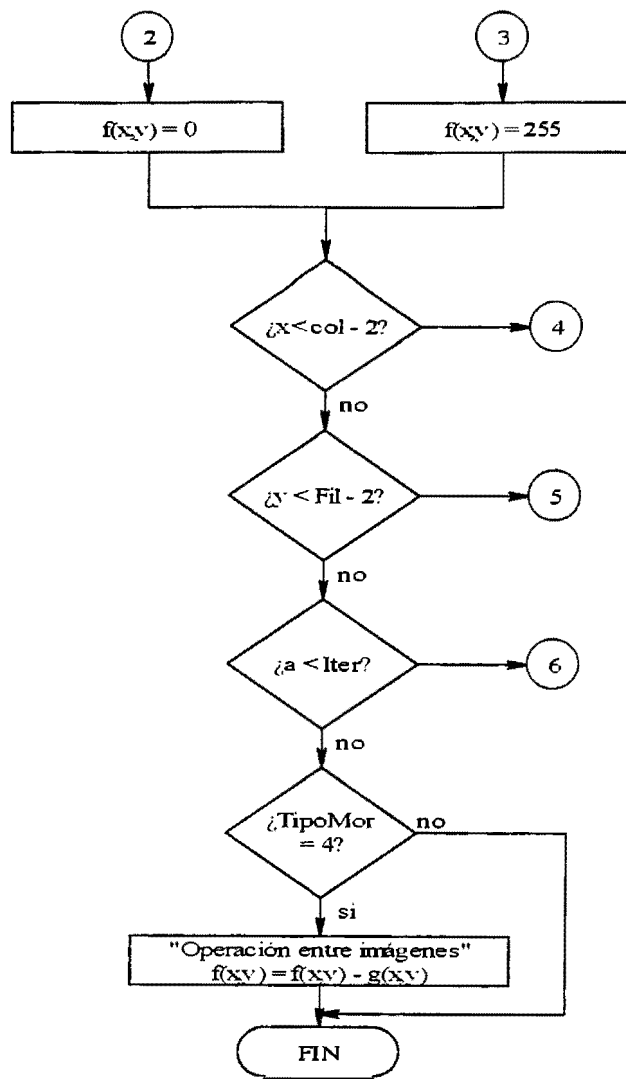 2
3
f(x,y) = 0
f(x,y) = 255
¿x<col - 2?
4
no
¿y < Fil - 2?
5
no
¿a < Iter?
6
no
¿TipoMor
= 4?
no
si
"Operación entre imágenes"
f(x,y) = f(x,y) - g(x,y)
FIN